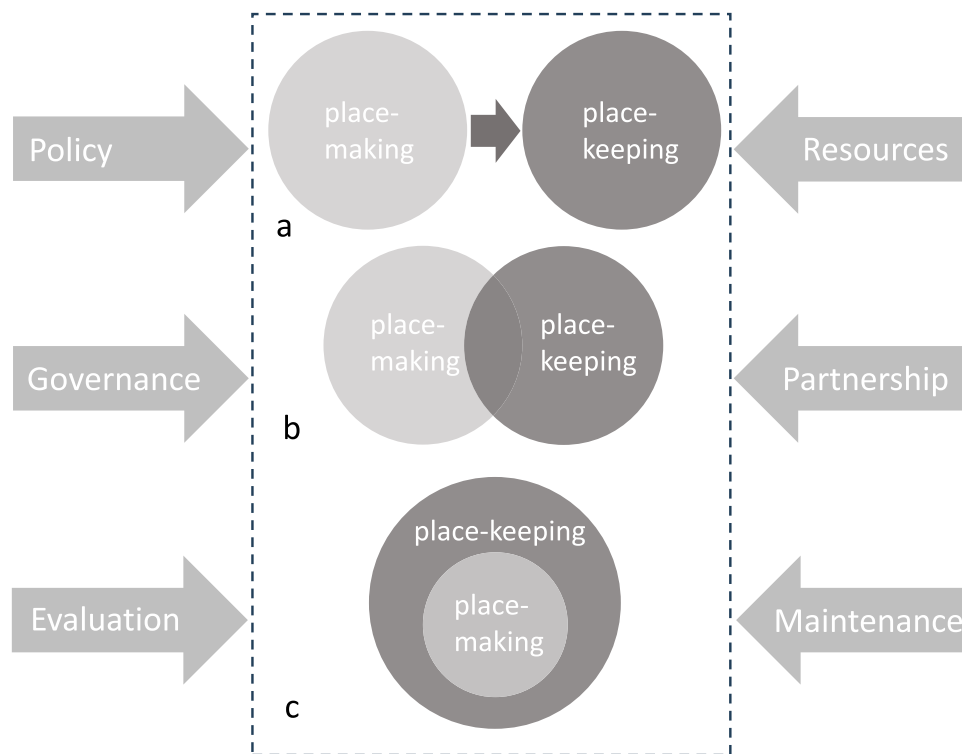 place-
making
place-
keeping
Policy
Resources
a
place-
making
place-
keeping
Governance
Partnership
b
place-keeping
place-
making
Evaluation
Maintenance
c